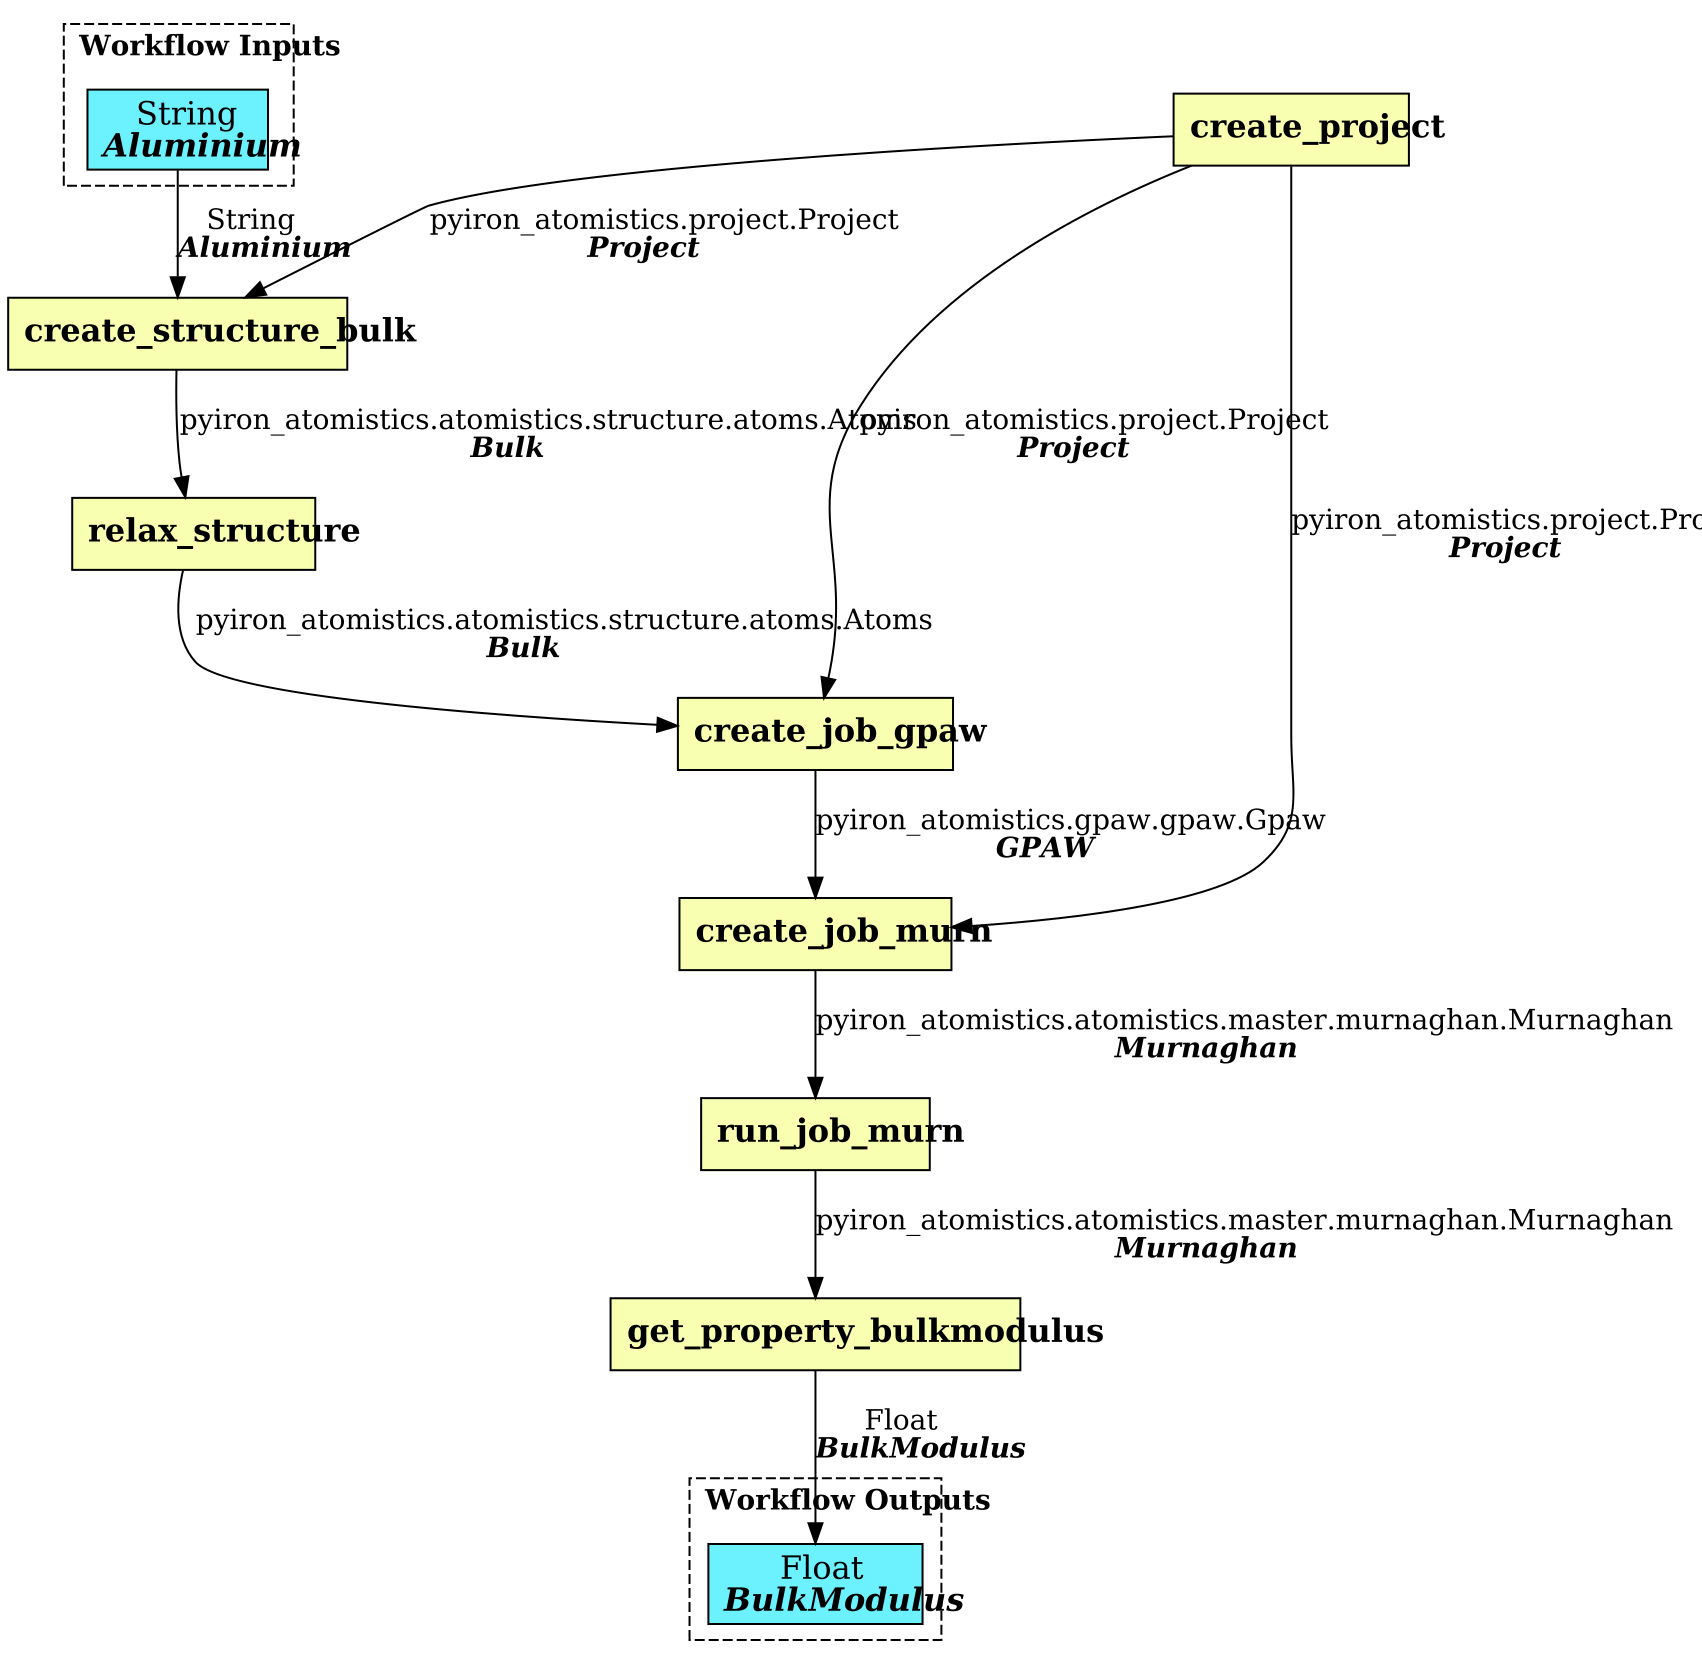 Workflow Inputs
String
Aluminium
create_project
String
Aluminium
pyiron_atomistics.project.Project
Project
create_structure_bulk
pyiron_atomistics.atomistics.structure.atoms.Atoms
Bulk
pyiron_atomistics.project.Project
Project
relax_structure
pyiron_atomistics.project.Pro
Project
pyiron_atomistics.atomistics.structure.atoms.Atoms
Bulk
create_job_gpaw
pyiron_atomistics.gpaw.gpaw.Gpaw
GPAW
create_job_murn
pyiron_atomistics.atomistics.master.murnaghan.Murnaghan
Murnaghan
run_job_murn
pyiron_atomistics.atomistics.master.murnaghan.Murnaghan
Murnaghan
get_property_bulkmodulus
Float
BulkModulus
Workflow Outputs
Float
BulkModulus